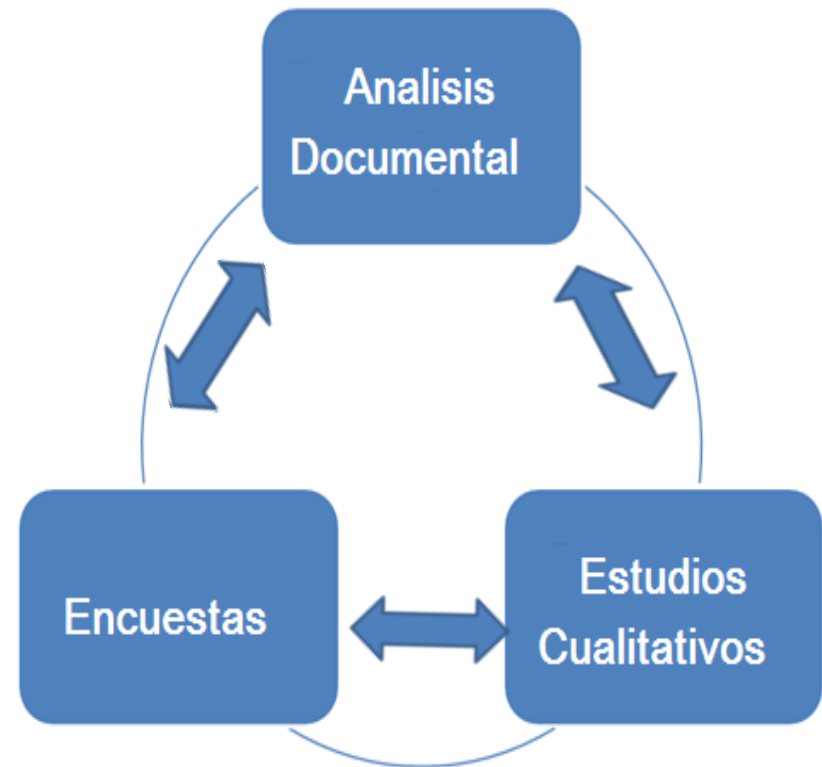 Analisis
Documental
Encuestas
Estudios
Cualitativos